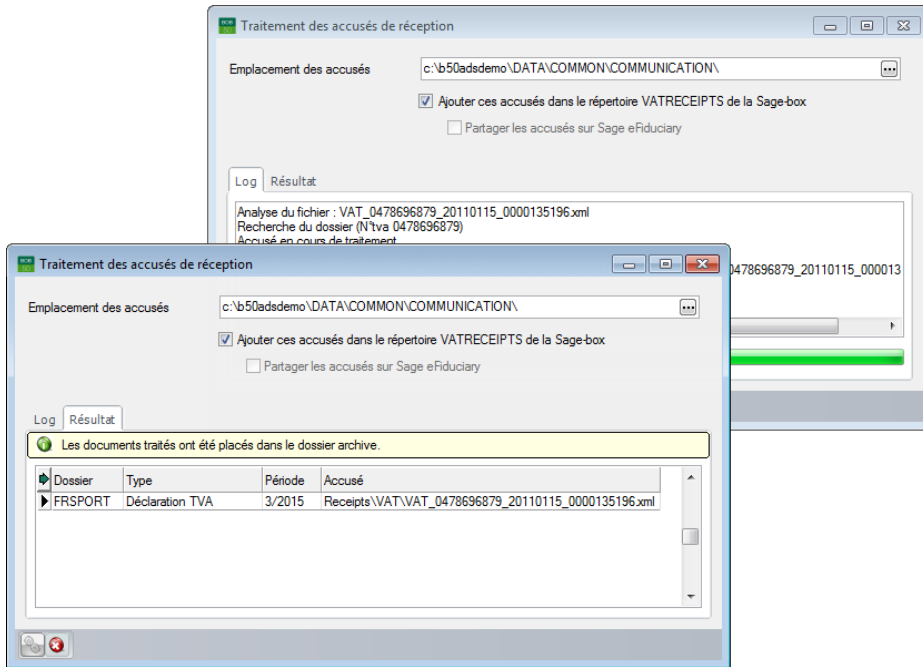 Traitement des accusés de réception
Emplacement des accusés
c:\b50adsdemo\DATA\COMMON\COMMUNICATION\
Ajouter ces accusés dans le répertoire VATRECEIPTS de la Sage-box
Partager les accusés sur Sage eFiduciary
Log Résultat
Analyse du fichier : VAT_0478696879_20110115_0000135196.xml
Recherche du dossier (N°tva 0478696879)
Accusé en cours de traitement
0478696879_20110115_000013
Traitement des accusés de réception
Emplacement des accusés
c:\b50adsdemo\DATA\COMMON\COMMUNICATION\
Ajouter ces accusés dans le répertoire VATRECEIPTS de la Sage-box
Partager les accusés sur Sage eFiduciary
Log Résultat
Les documents traités ont été placés dans le dossier archive.
Dossier Type Période Accusé
FRSPORT Déclaration TVA 3/2015 Receipts\VAT\VAT_0478696879_20110115_0000135196.xml